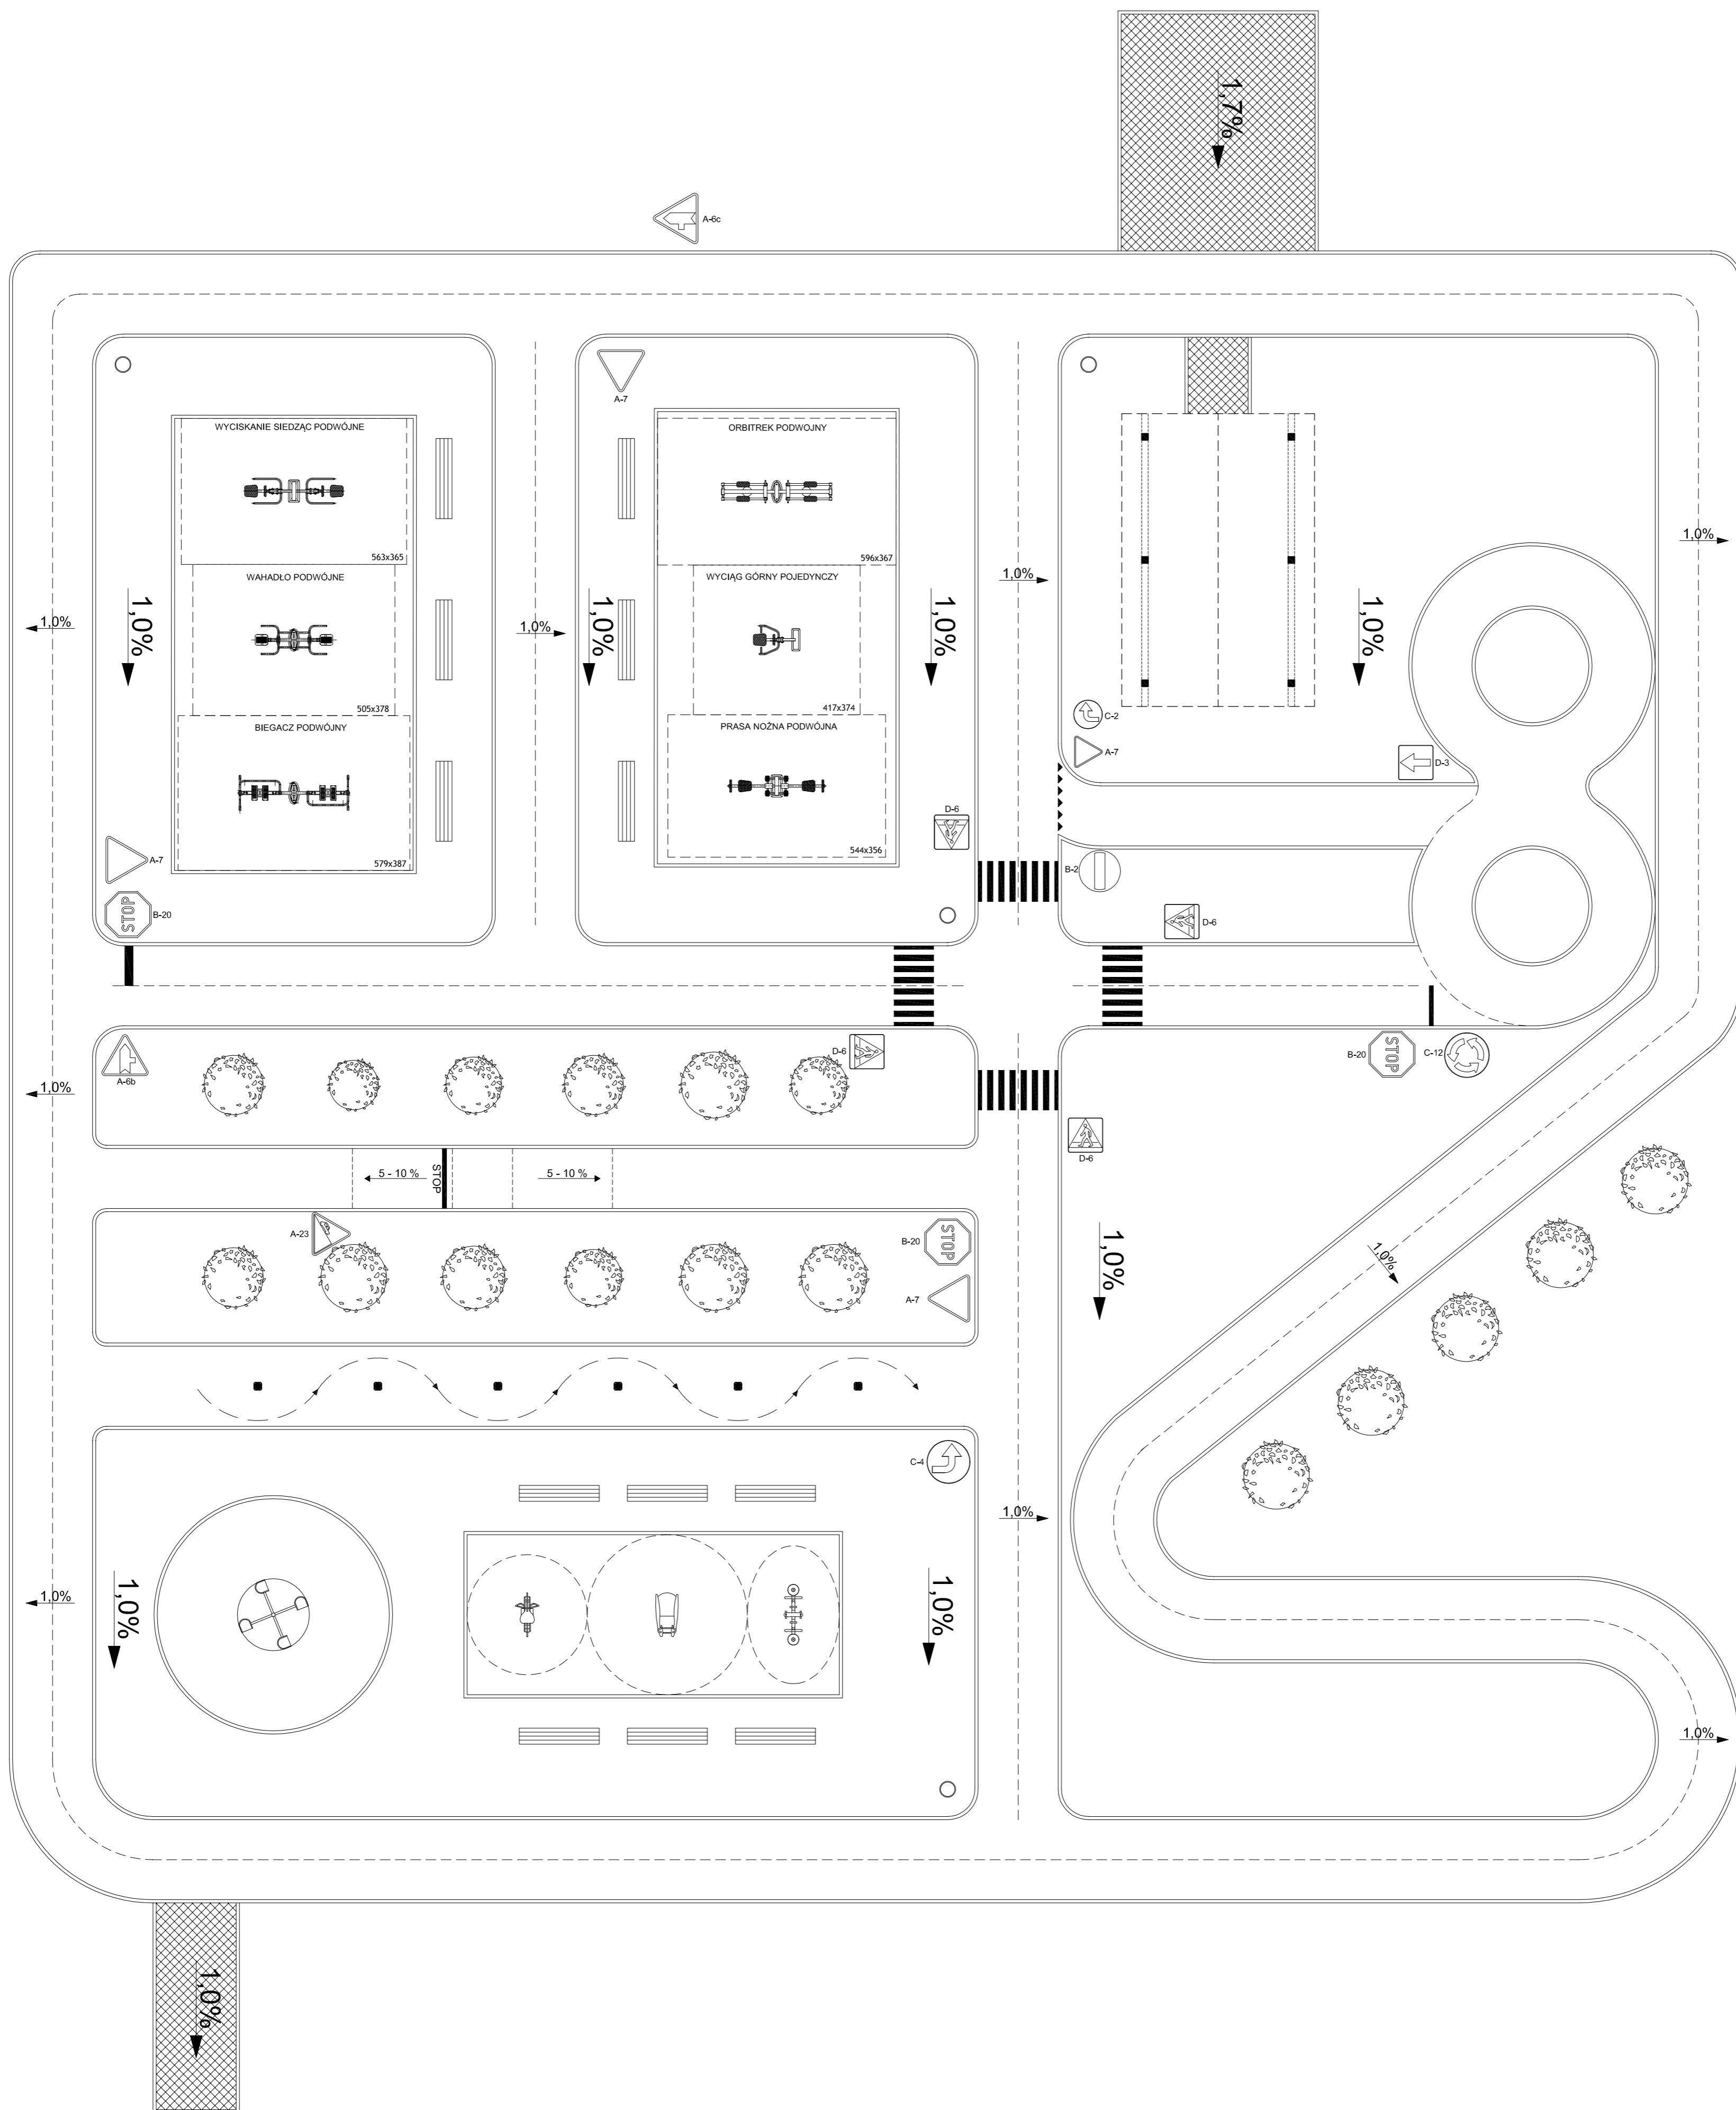 1,7%
A-6c
A-7
WYCISKANIE SIEDZĄC PODWÓJNE
563x365
WAHADŁO PODWÓJNE
505x378
BIEGACZ PODWÓJNY
579x387
ORBITREK PODWOJNY
596x367
WYCIĄG GÓRNY POJEDYNCZY
417x374
PRASA NOŻNA PODWÓJNA
544x356
1,0%
1,0%
1,0%
1,0%
1,0%
1,0%
1,0%
1,0%
C-2
A-7
D-3
D-6
A-7
B-2
STOP
B-20
D-6
A-6b
D-6
B-20
STOP
C-12
1,0%
D-6
5 - 10 %
STOP
5 - 10 %
A-23
B-20
STOP
A-7
1,0%
1,0%
C-4
1,0%
1,0%
1,0%
1,0%
1,0%
1,0%